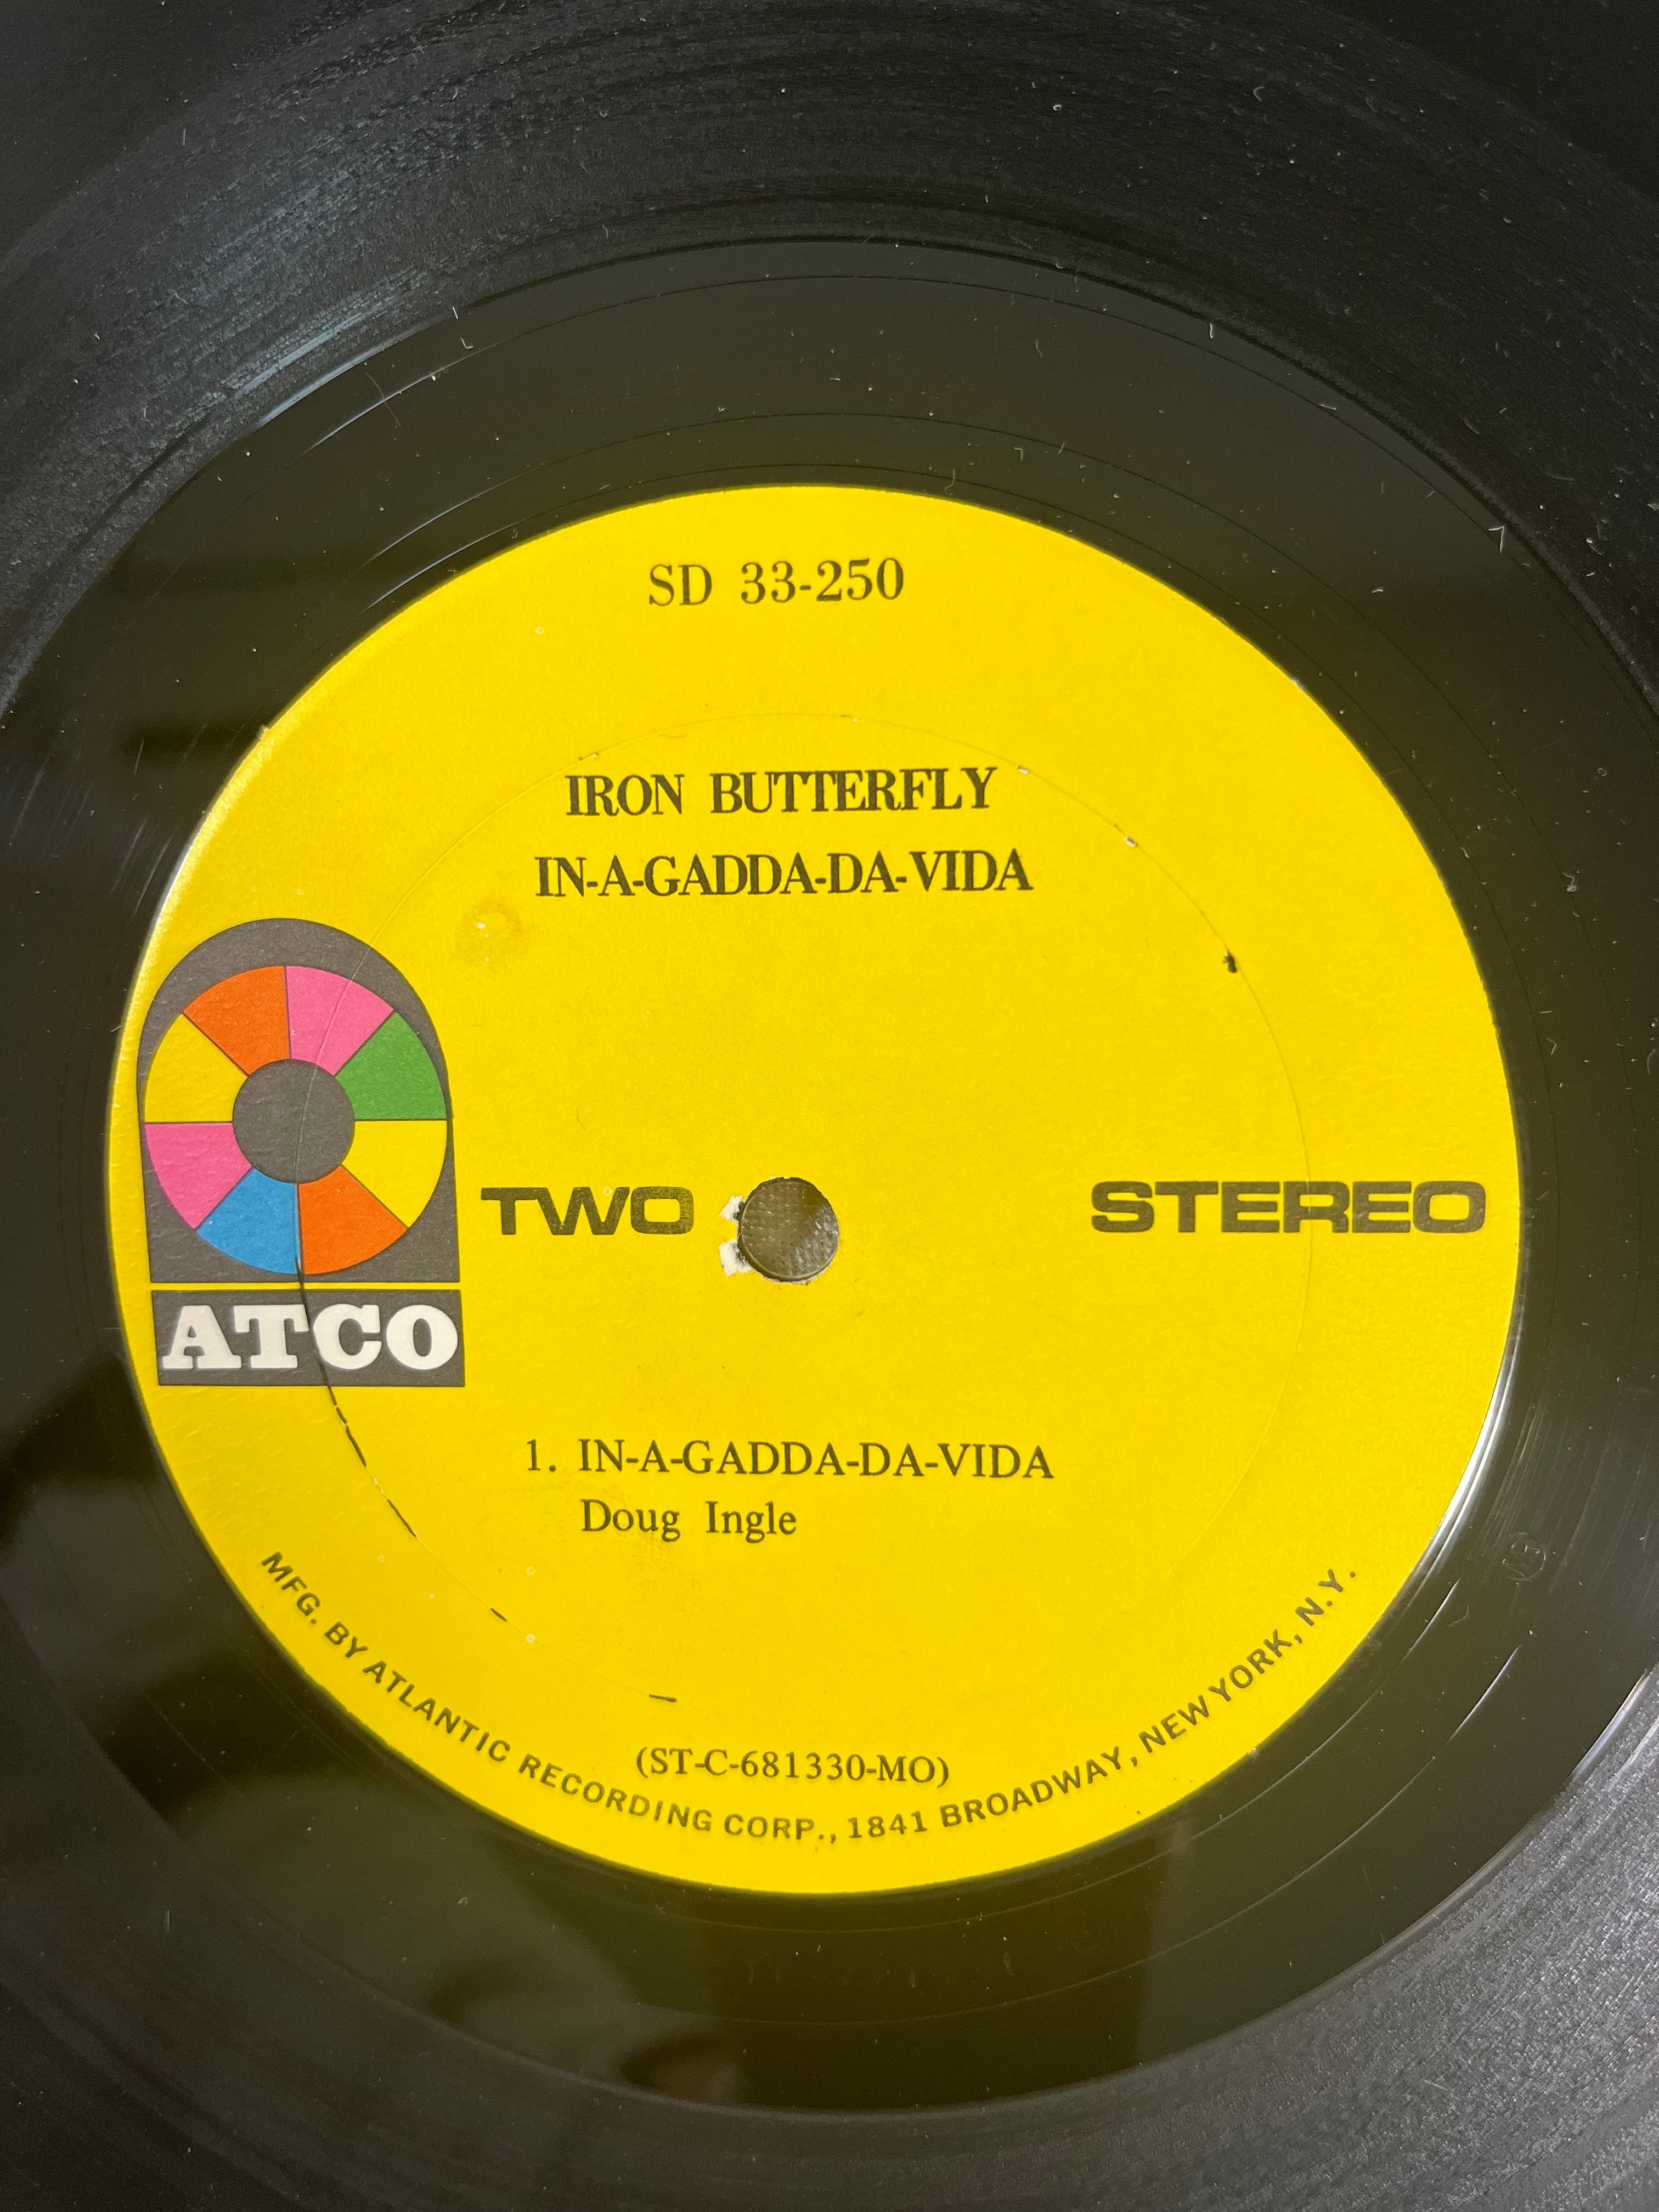 SD 33-250
IRON BUTTERFLY
IN-A-GADDA-DA-VIDA
ATCO
TWO
STEREO
1. IN-A-GADDA-DA-VIDA
Doug Ingle
(ST-C-681330-MO)
MFG. BY ATLANTIC RECORDING CORP., 1841 BROADWAY, NEW YORK, N.Y.